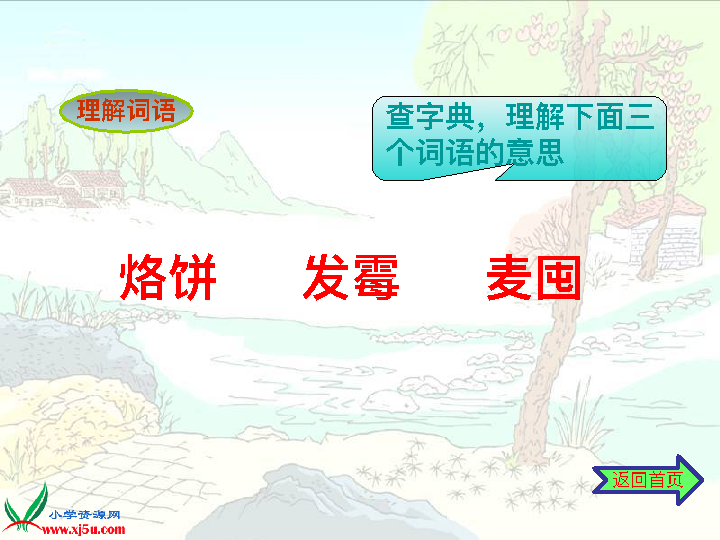 理解词语
查字典，理解下面三
个词语的意思
烙饼 发霉 麦囤
返回首页
小学资源网
www.xj5u.com